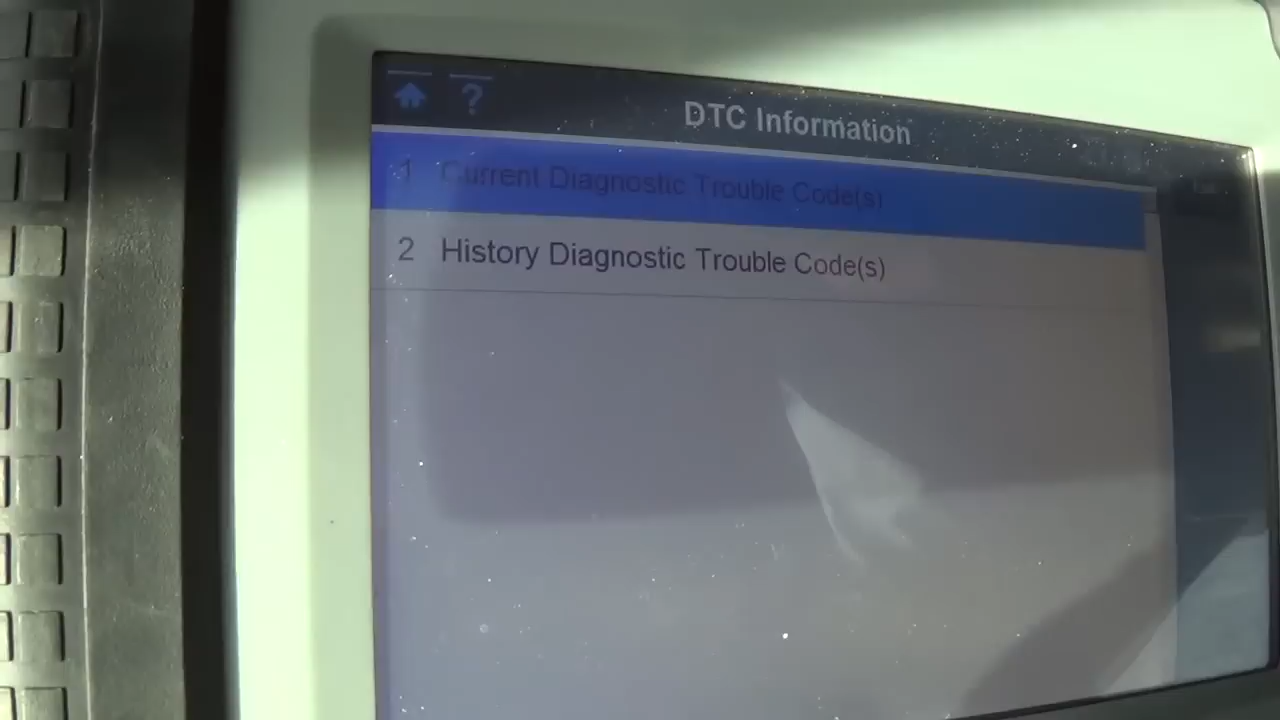 ?
DTC Information
1 Current Diagnostic Trouble Code(s)
2 History Diagnostic Trouble Code(s)